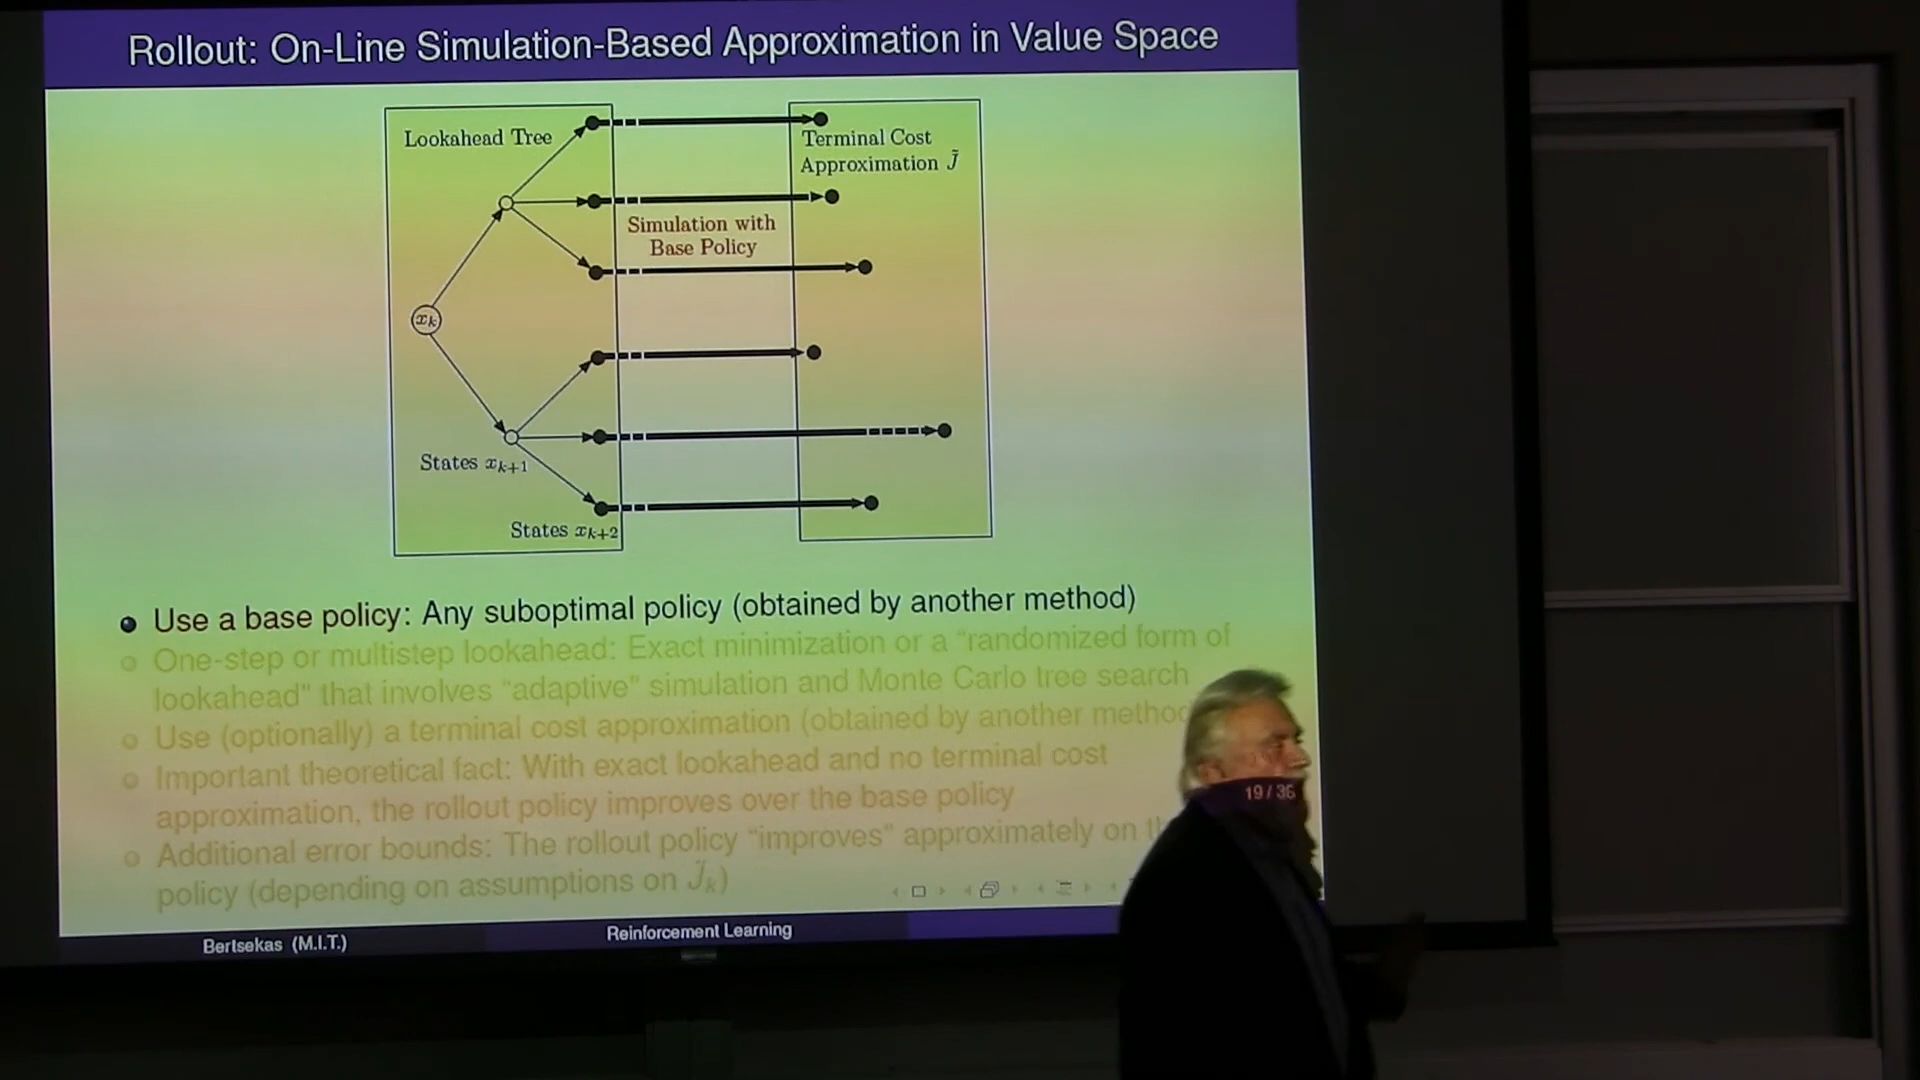 Rollout: On-Line Simulation-Based Approximation in Value Space
Lookahead Tree
Terminal Cost
Approximation J̃
Simulation with
Base Policy
xₖ
States xₖ₊₁
States xₖ₊₂
Use a base policy: Any suboptimal policy (obtained by another method)
One-step or multistep lookahead: Exact minimization or a "randomized form of
lookahead" that involves "adaptive" simulation and Monte Carlo tree search
Use (optionally) a terminal cost approximation (obtained by another
Important theoretical fact: With exact lookahead and no terminal cost
approximation, the rollout policy improves over the base policy
Additional error bounds: The rollout policy "improves" approximately on
policy (depending on assumptions on J̃ₖ)
19 / 36
Bertsekas (M.I.T.)
Reinforcement Learning